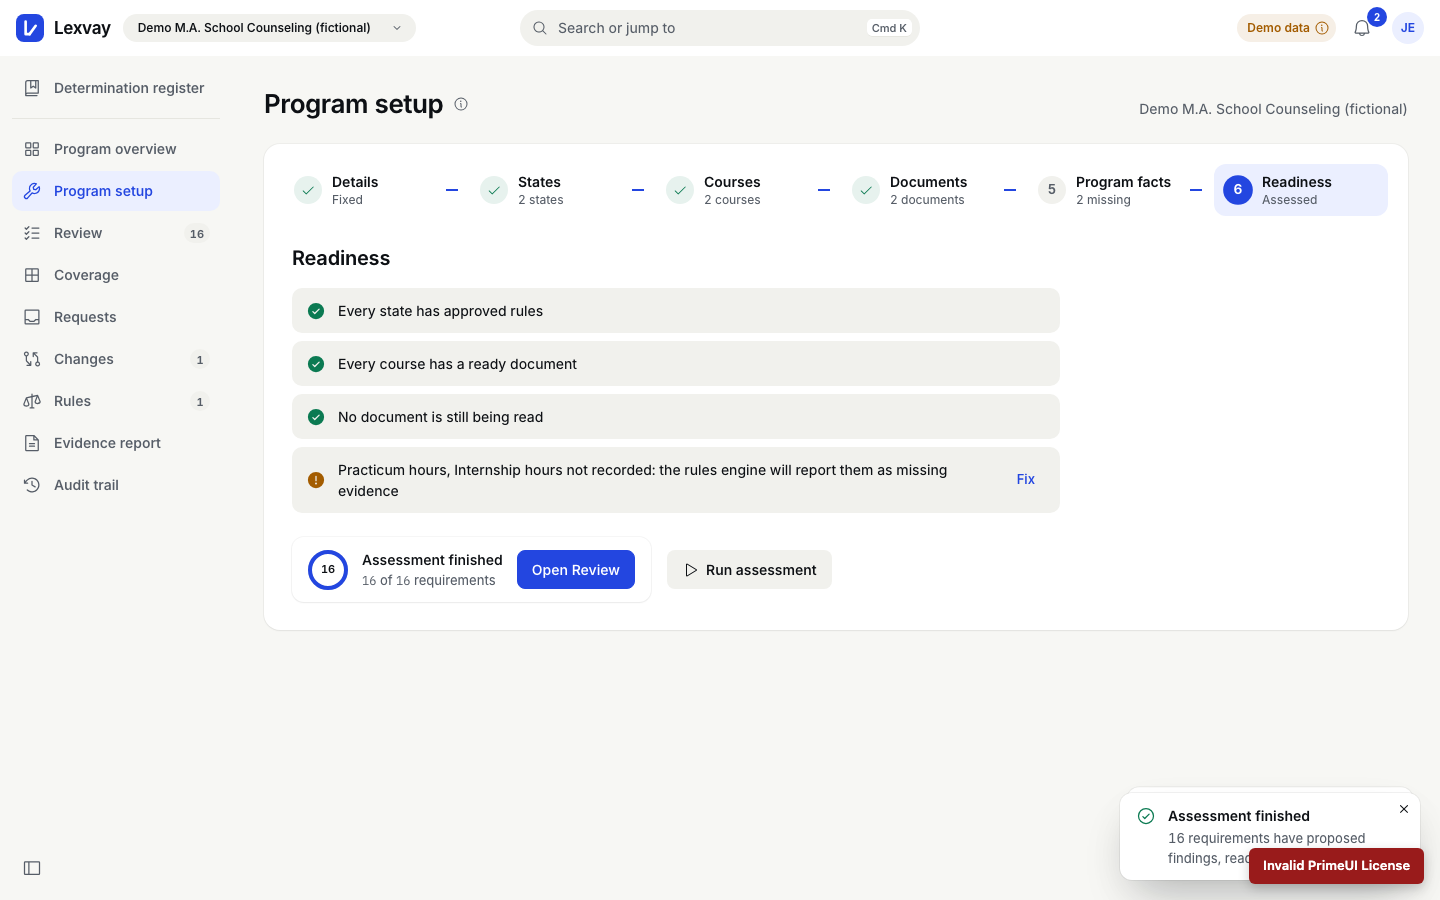 Lexvay
Demo M.A. School Counseling (fictional)
Search or jump to
Cmd K
Demo data
2
JE
Determination register
Program overview
Program setup
Review
16
Coverage
Requests
Changes
1
Rules
1
Evidence report
Audit trail
Program setup
Demo M.A. School Counseling (fictional)
Details
Fixed
States
2 states
Courses
2 courses
Documents
2 documents
5
Program facts
2 missing
6
Readiness
Assessed
Readiness
Every state has approved rules
Every course has a ready document
No document is still being read
Practicum hours, Internship hours not recorded: the rules engine will report them as missing
evidence
Fix
16
Assessment finished
16 of 16 requirements
Open Review
Run assessment
Assessment finished
16 requirements have proposed
findings,
Invalid PrimeUI License